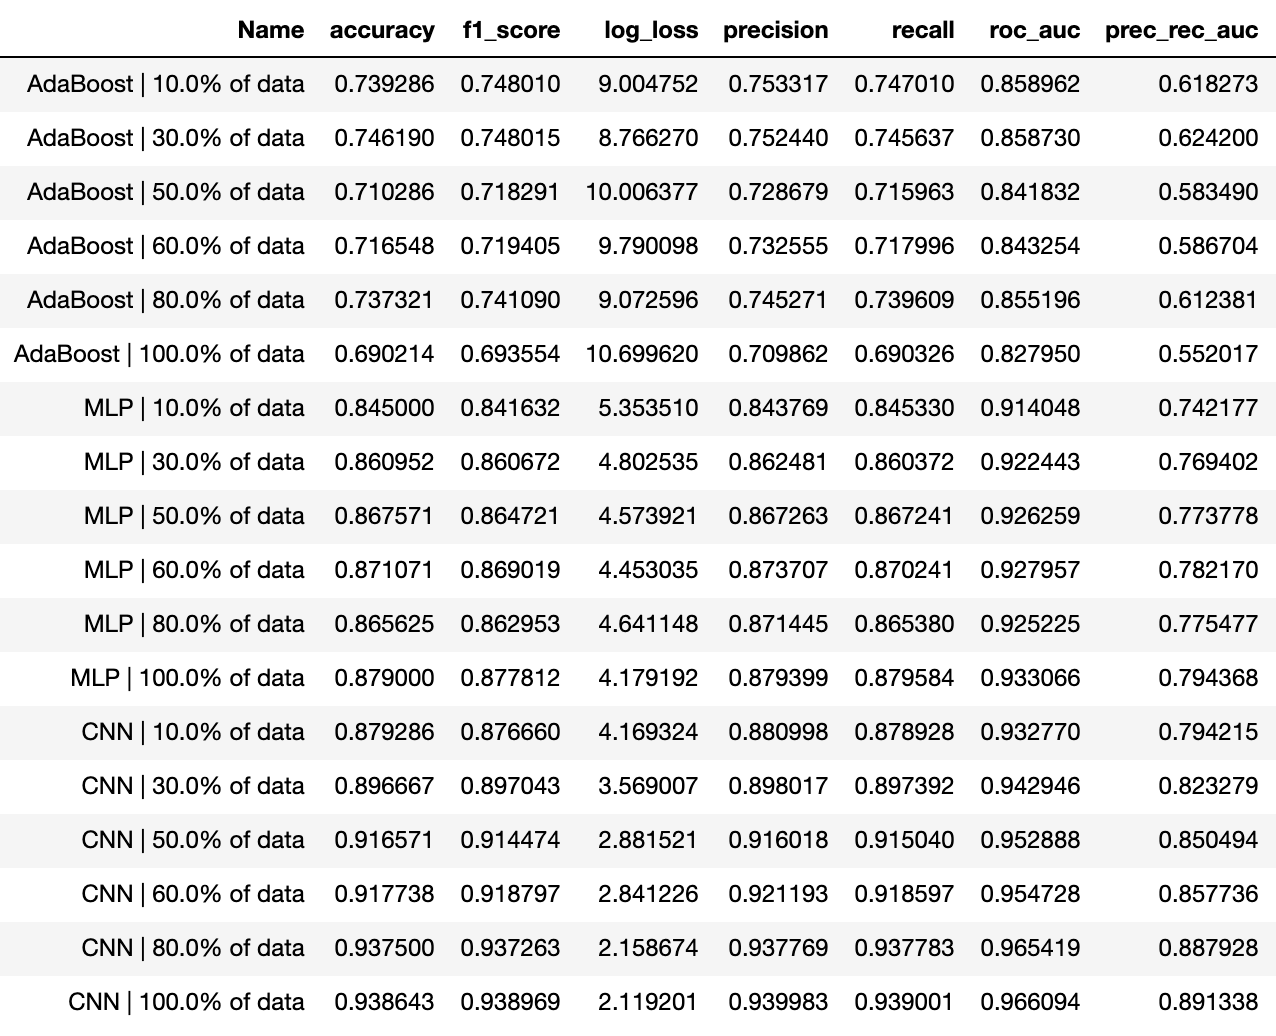 Name accuracy f1_score log_loss precision recall roc_auc prec_rec_auc
AdaBoost | 10.0% of data 0.739286 0.748010 9.004752 0.753317 0.747010 0.858962 0.618273
AdaBoost | 30.0% of data 0.746190 0.748015 8.766270 0.752440 0.745637 0.858730 0.624200
AdaBoost | 50.0% of data 0.710286 0.718291 10.006377 0.728679 0.715963 0.841832 0.583490
AdaBoost | 60.0% of data 0.716548 0.719405 9.790098 0.732555 0.717996 0.843254 0.586704
AdaBoost | 80.0% of data 0.737321 0.741090 9.072596 0.745271 0.739609 0.855196 0.612381
AdaBoost | 100.0% of data 0.690214 0.693554 10.699620 0.709862 0.690326 0.827950 0.552017
MLP | 10.0% of data 0.845000 0.841632 5.353510 0.843769 0.845330 0.914048 0.742177
MLP | 30.0% of data 0.860952 0.860672 4.802535 0.862481 0.860372 0.922443 0.769402
MLP | 50.0% of data 0.867571 0.864721 4.573921 0.867263 0.867241 0.926259 0.773778
MLP | 60.0% of data 0.871071 0.869019 4.453035 0.873707 0.870241 0.927957 0.782170
MLP | 80.0% of data 0.865625 0.862953 4.641148 0.871445 0.865380 0.925225 0.775477
MLP | 100.0% of data 0.879000 0.877812 4.179192 0.879399 0.879584 0.933066 0.794368
CNN | 10.0% of data 0.879286 0.876660 4.169324 0.880998 0.878928 0.932770 0.794215
CNN | 30.0% of data 0.896667 0.897043 3.569007 0.898017 0.897392 0.942946 0.823279
CNN | 50.0% of data 0.916571 0.914474 2.881521 0.916018 0.915040 0.952888 0.850494
CNN | 60.0% of data 0.917738 0.918797 2.841226 0.921193 0.918597 0.954728 0.857736
CNN | 80.0% of data 0.937500 0.937263 2.158674 0.937769 0.937783 0.965419 0.887928
CNN | 100.0% of data 0.938643 0.938969 2.119201 0.939983 0.939001 0.966094 0.891338